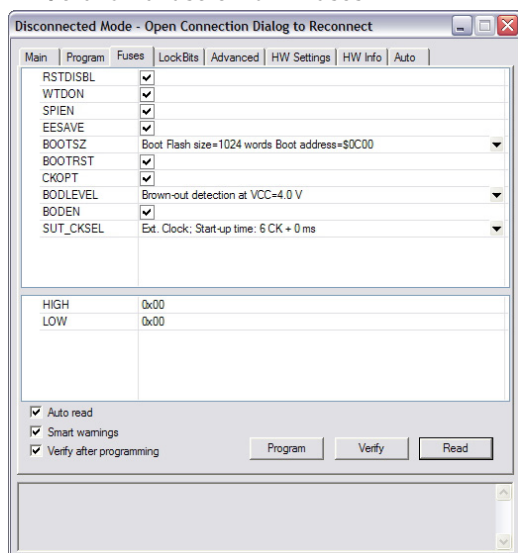 Disconnected Mode - Open Connection Dialog to Reconnect
Main Program Fuses LockBits Advanced HW Settings HW Info Auto
RSTDISBL
WTDON
SPIEN
EESAVE
BOOTSZ Boot Flash size=1024 words Boot address=$0C00
BOOTRST
CKOPT
BODLEVEL Brown-out detection at VCC=4.0 V
BODEN
SUT_CKSEL Ext. Clock; Start-up time: 6 CK + 0 ms
HIGH 0x00
LOW 0x00
Auto read
Smart warnings
Verify after programming
Program Verify Read